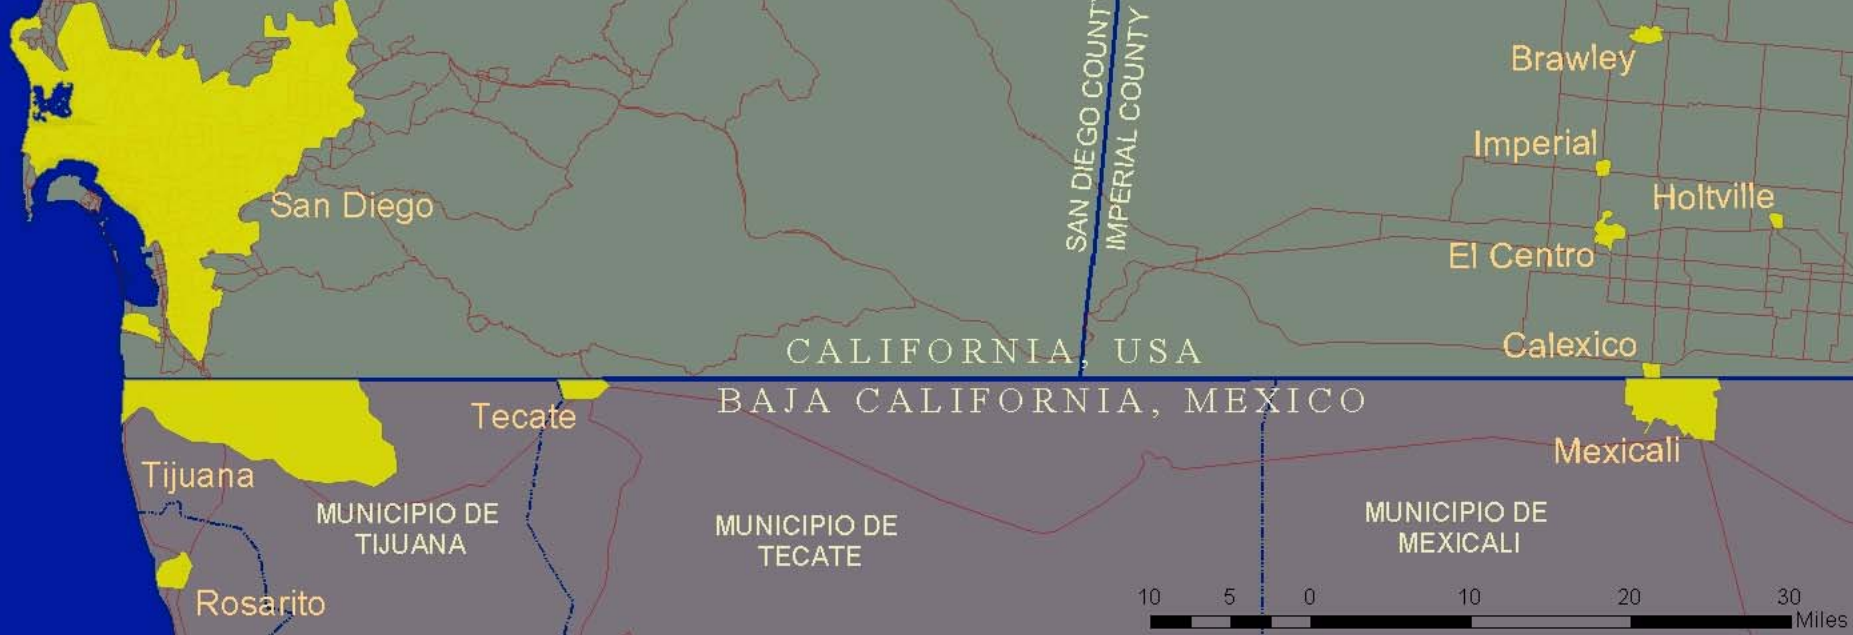 Brawley
Imperial
Holtville
San Diego
El Centro
SAN DIEGO COUNTY
IMPERIAL COUNTY
Calexico
CALIFORNIA, USA
BAJA CALIFORNIA, MEXICO
Tecate
Mexicali
Tijuana
MUNICIPIO DE
TIJUANA
MUNICIPIO DE
TECATE
MUNICIPIO DE
MEXICALI
Rosarito
10 5 0 10 20 30
Miles